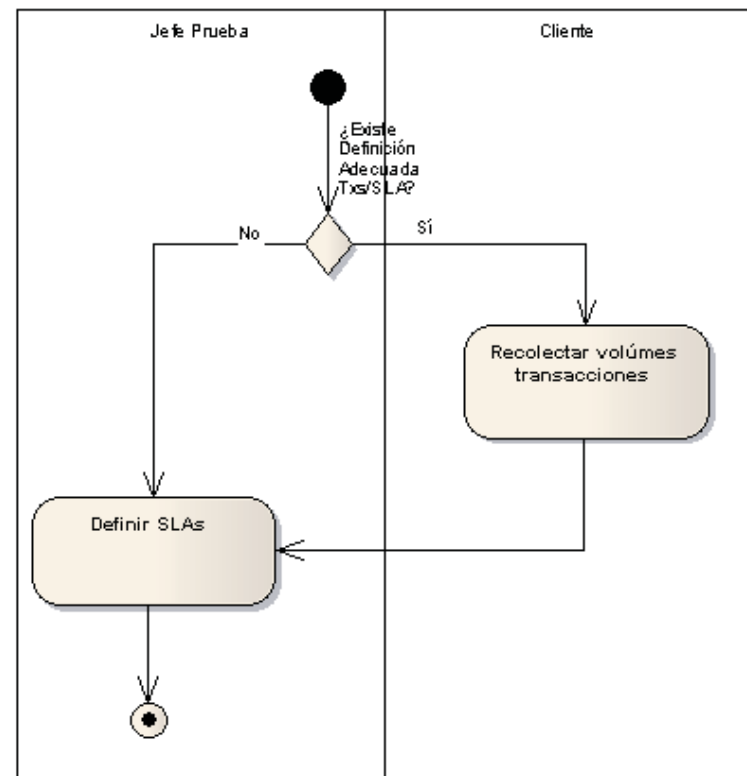 Jefe Prueba
Cliente
¿Existe
Definición
Adecuada
Txs/SLA?
No
Sí
Recolectar volúmes
transacciones
Definir SLAs